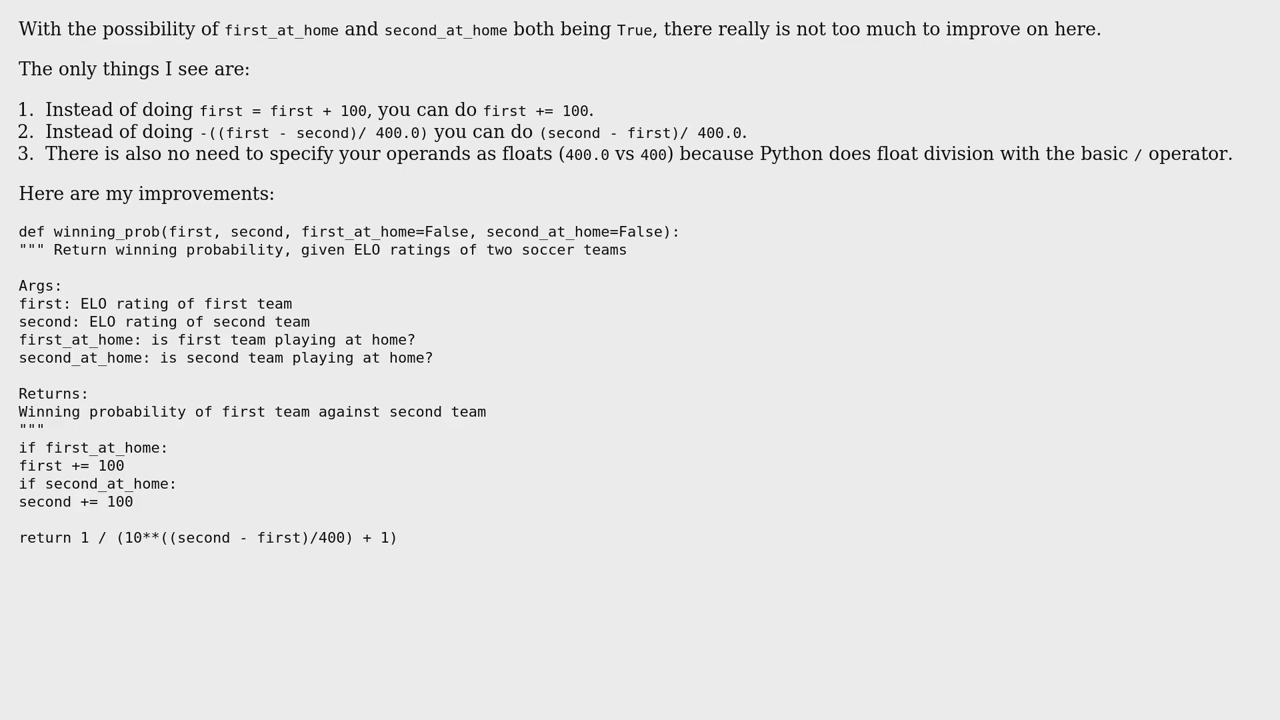 With the possibility of first_at_home and second_at_home both being True, there really is not too much to improve on here.
The only things I see are:
1. Instead of doing first = first + 100, you can do first += 100.
2. Instead of doing -((first - second)/ 400.0) you can do (second - first)/ 400.0.
3. There is also no need to specify your operands as floats (400.0 vs 400) because Python does float division with the basic / operator.
Here are my improvements:
def winning_prob(first, second, first_at_home=False, second_at_home=False):
""" Return winning probability, given ELO ratings of two soccer teams
Args:
first: ELO rating of first team
second: ELO rating of second team
first_at_home: is first team playing at home?
second_at_home: is second team playing at home?
Returns:
Winning probability of first team against second team
"""
if first_at_home:
first += 100
if second_at_home:
second += 100
return 1 / (10**((second - first)/400) + 1)